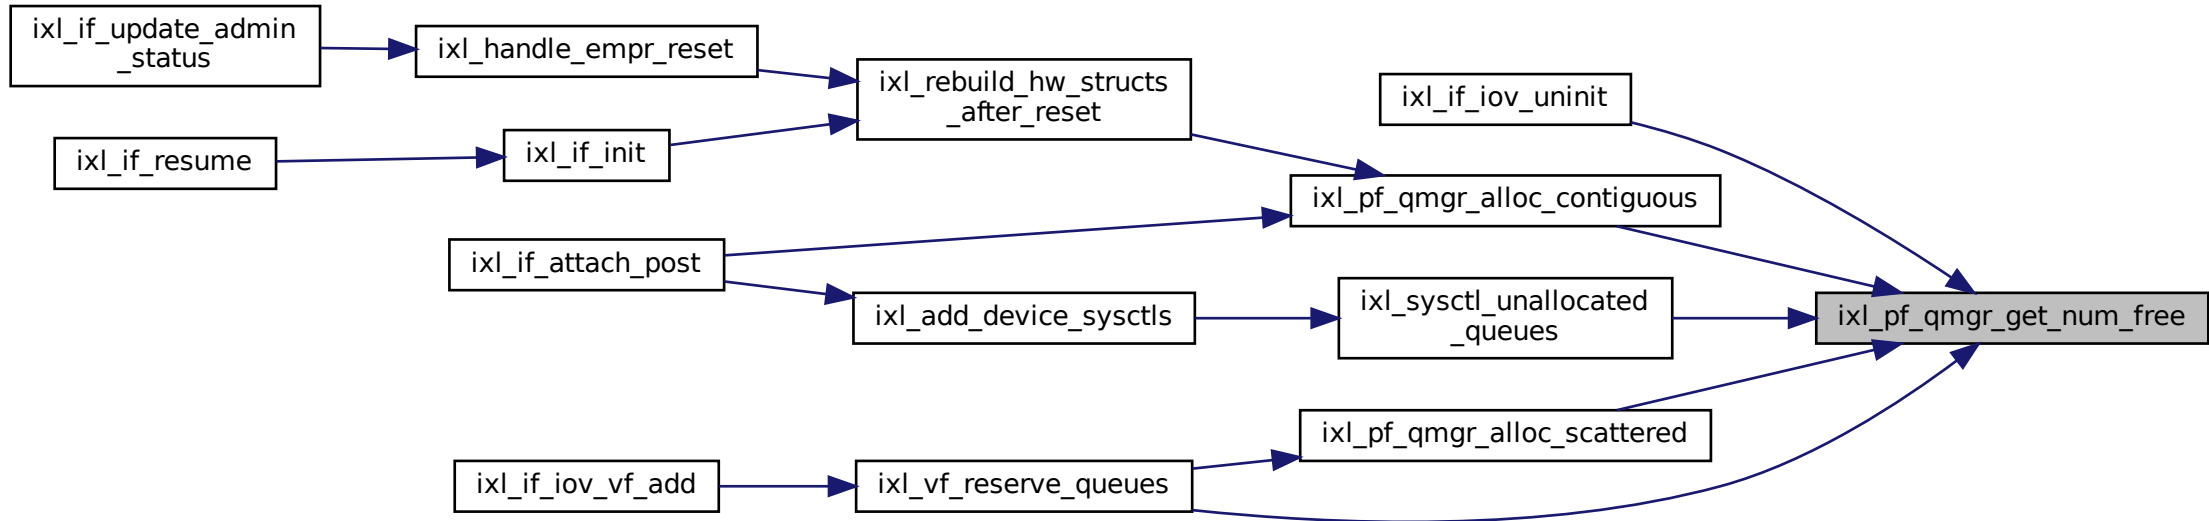 ixl_if_update_admin
_status
ixl_handle_empr_reset
ixl_rebuild_hw_structs
_after_reset
ixl_if_iov_uninit
ixl_if_resume
ixl_if_init
ixl_pf_qmgr_alloc_contiguous
ixl_if_attach_post
ixl_add_device_sysctls
ixl_sysctl_unallocated
_queues
ixl_pf_qmgr_get_num_free
ixl_pf_qmgr_alloc_scattered
ixl_if_iov_vf_add
ixl_vf_reserve_queues